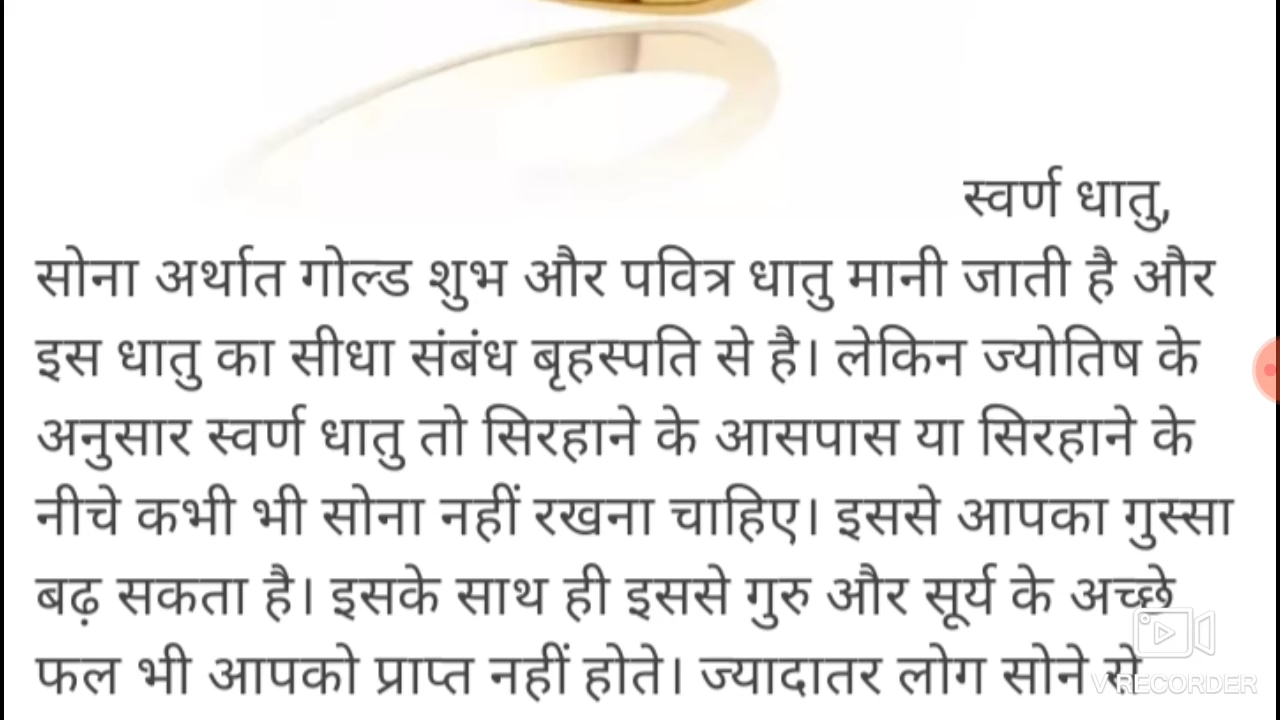 स्वर्ण धातु,
सोना अर्थात गोल्ड शुभ और पवित्र धातु मानी जाती है और
इस धातु का सीधा संबंध बृहस्पति से है। लेकिन ज्योतिष के
अनुसार स्वर्ण धातु तो सिरहाने के आसपास या सिरहाने के
नीचे कभी भी सोना नहीं रखना चाहिए। इससे आपका गुस्सा
बढ़ सकता है। इसके साथ ही इससे गुरु और सूर्य के अच्छे
फल भी आपको प्राप्त नहीं होते। ज्यादातर लोग सोने से
V RECORDER